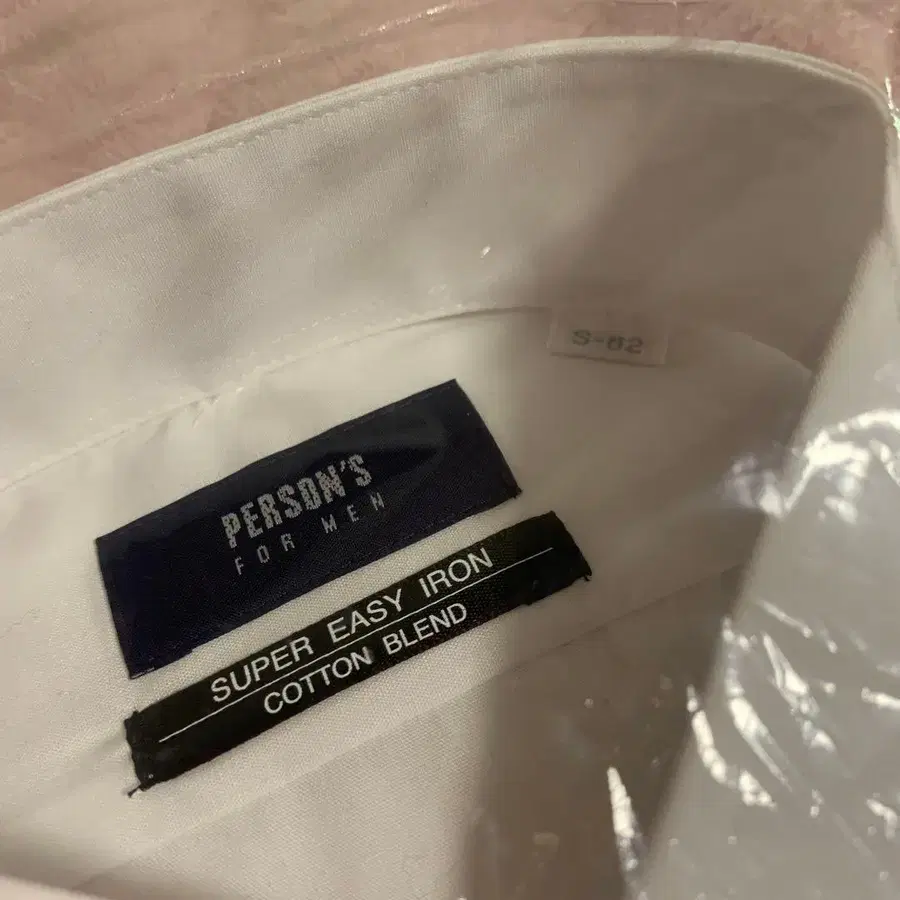 S-82
PERSON'S
FOR MEN
SUPER EASY IRON
COTTON BLEND